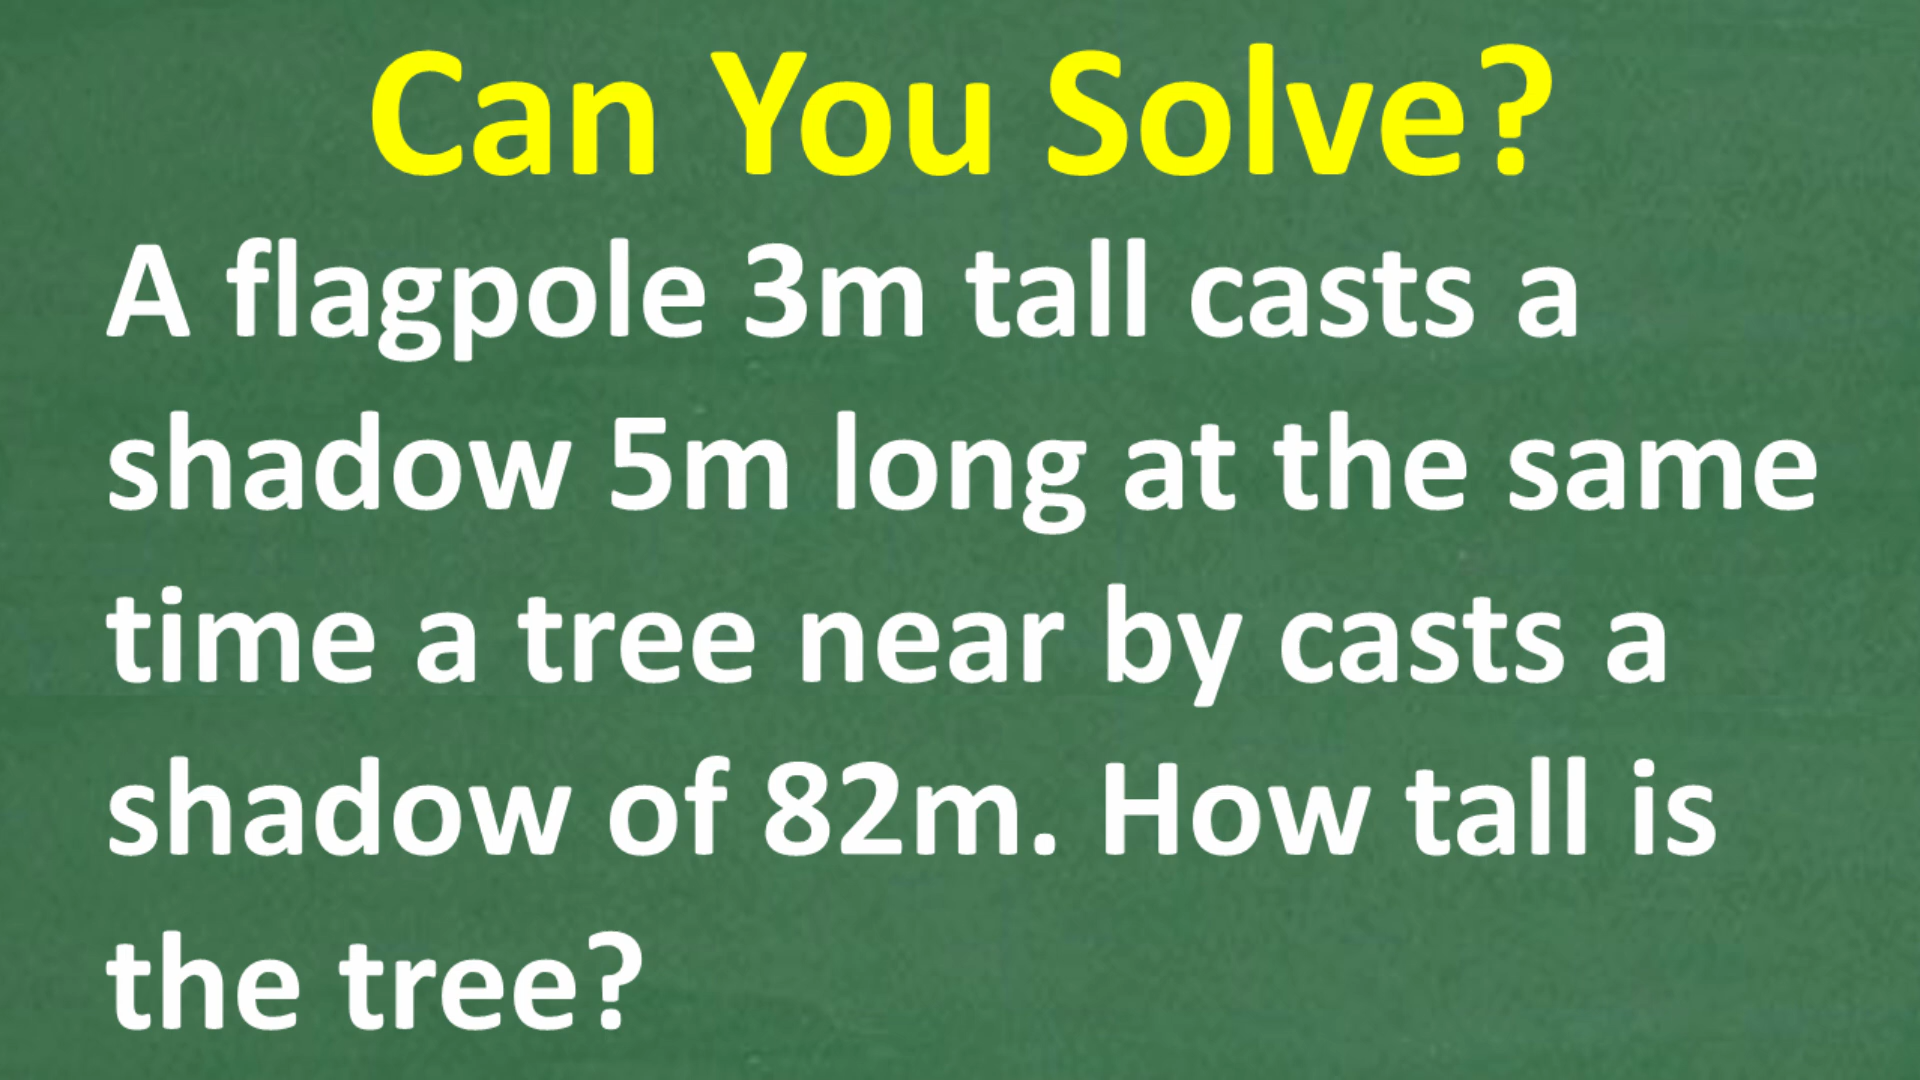 Can You Solve?
A flagpole 3m tall casts a
shadow 5m long at the same
time a tree near by casts a
shadow of 82m. How tall is
the tree?